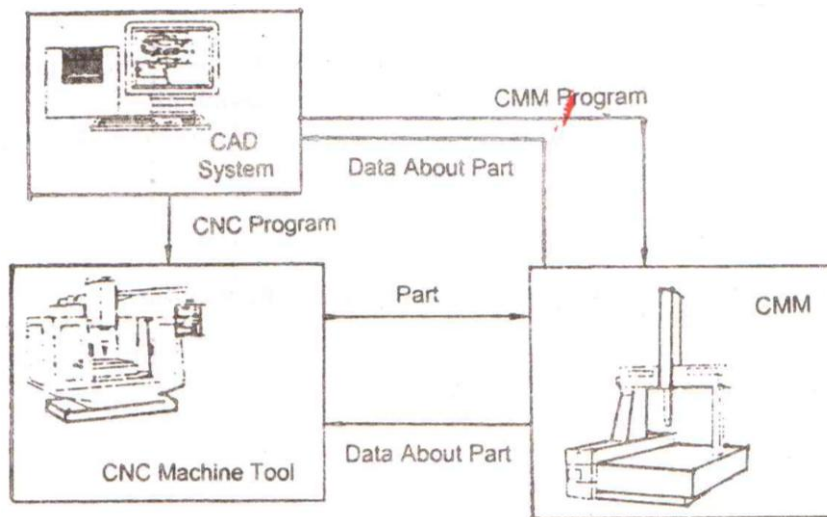 CMM Program
CAD
System
Data About Part
CNC Program
Part
CMM
Data About Part
CNC Machine Tool